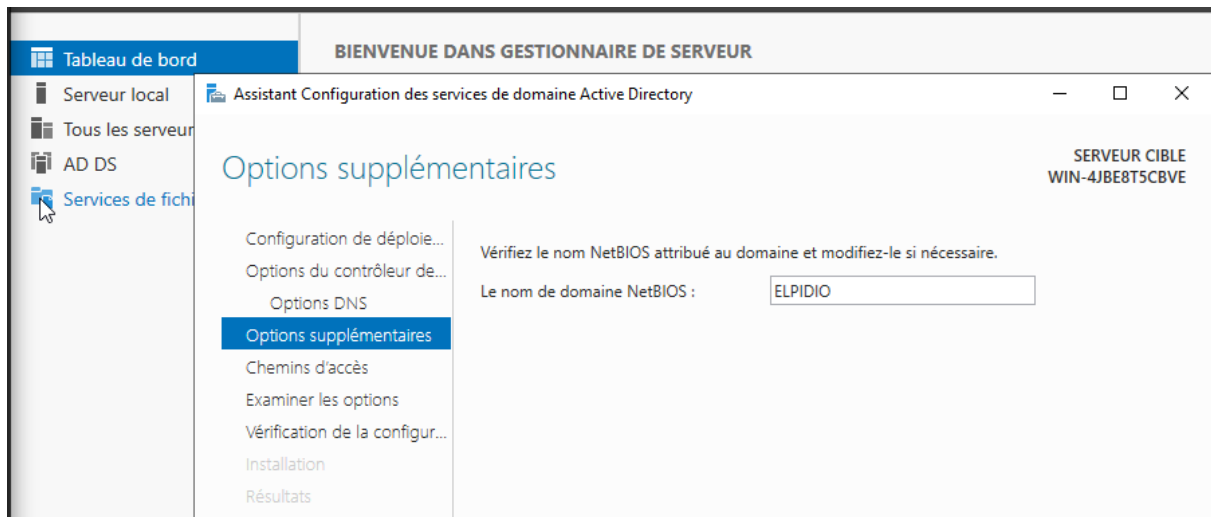 BIENVENUE DANS GESTIONNAIRE DE SERVEUR
Tableau de bord
Serveur local
Tous les serveur
AD DS
Services de fichi
Assistant Configuration des services de domaine Active Directory
Options supplémentaires
SERVEUR CIBLE
WIN-4JBE8T5CBVE
Configuration de déploie...
Options du contrôleur de...
Options DNS
Options supplémentaires
Chemins d'accès
Examiner les options
Vérification de la configur...
Installation
Résultats
Vérifiez le nom NetBIOS attribué au domaine et modifiez-le si nécessaire.
Le nom de domaine NetBIOS : ELPIDIO